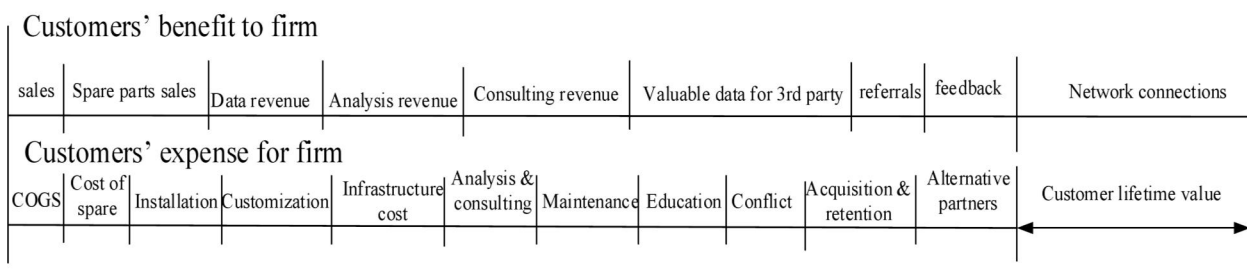 Customers' benefit to firm
sales
Spare parts sales
Data revenue
Analysis revenue
Consulting revenue
Valuable data for 3rd party
referrals
feedback
Network connections
Customers' expense for firm
COGS
Cost of
spare
Installation
Customization
Infrastructure
cost
Analysis &
consulting
Maintenance
Education
Conflict
Acquisition &
retention
Alternative
partners
Customer lifetime value